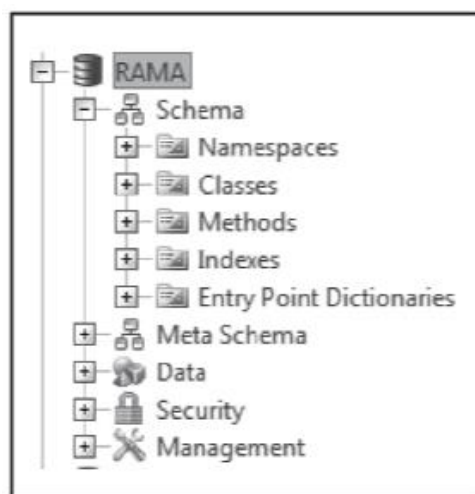 RAMA
Schema
Namespaces
Classes
Methods
Indexes
Entry Point Dictionaries
Meta Schema
Data
Security
Management